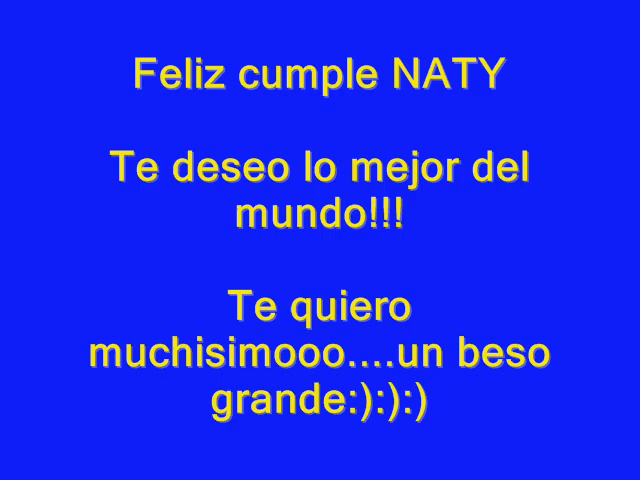 Feliz cumple NATY
Te deseo lo mejor del
mundo!!!
Te quiero
muchisimooo....un beso
grande:):):)